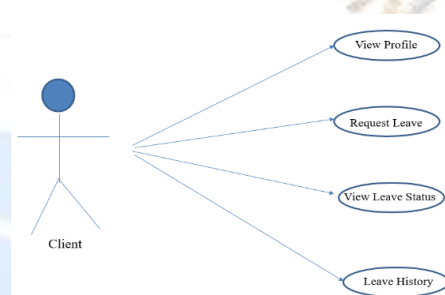 View Profile
Request Leave
View Leave Status
Client
Leave History